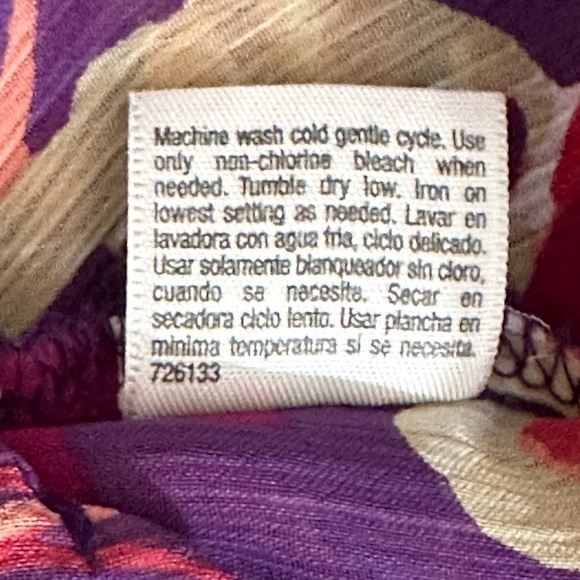 Machine wash cold gentle cycle. Use
only non-chlorine bleach when
needed. Tumble dry low. Iron on
lowest setting as needed. Lavar en
lavadora con agua fria, ciclo delicado.
Usar solamente blanqueador sin cloro,
cuando se necesite. Secar en
secadora ciclo lento. Usar plancha en
minima temperatura si se necesita.
726133